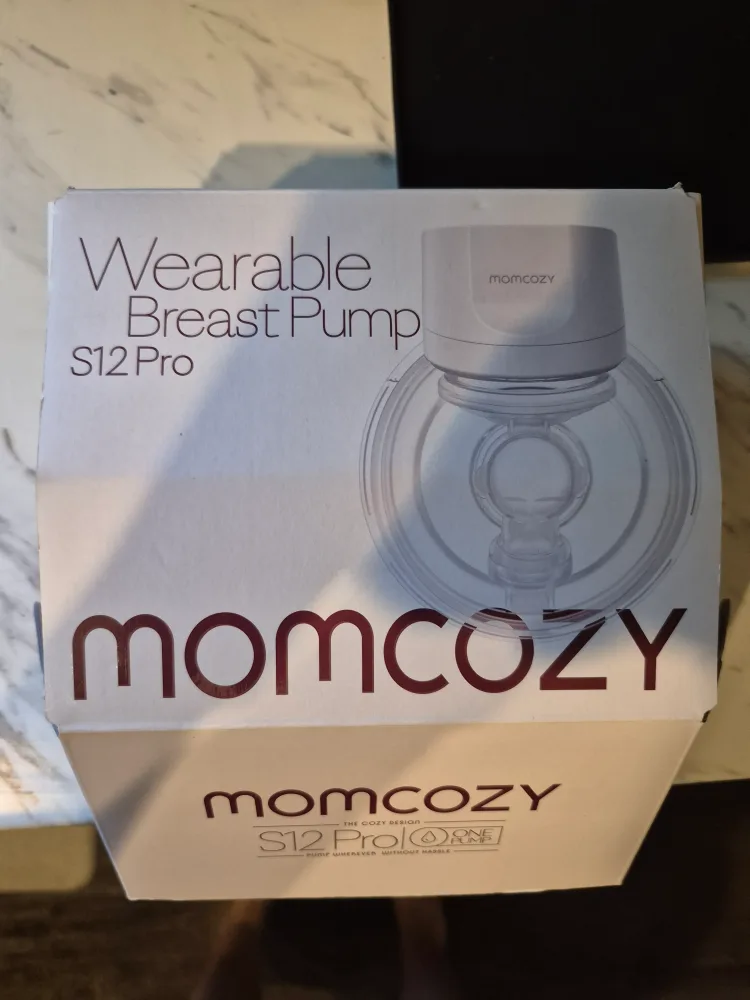 Wearable
Breast Pump
S12 Pro
momcozy
momcozy
momcozy
THE COZY DESIGN
S12 Pro
ONE
PUMP
PUMP WHEREVER WITHOUT HASSLE